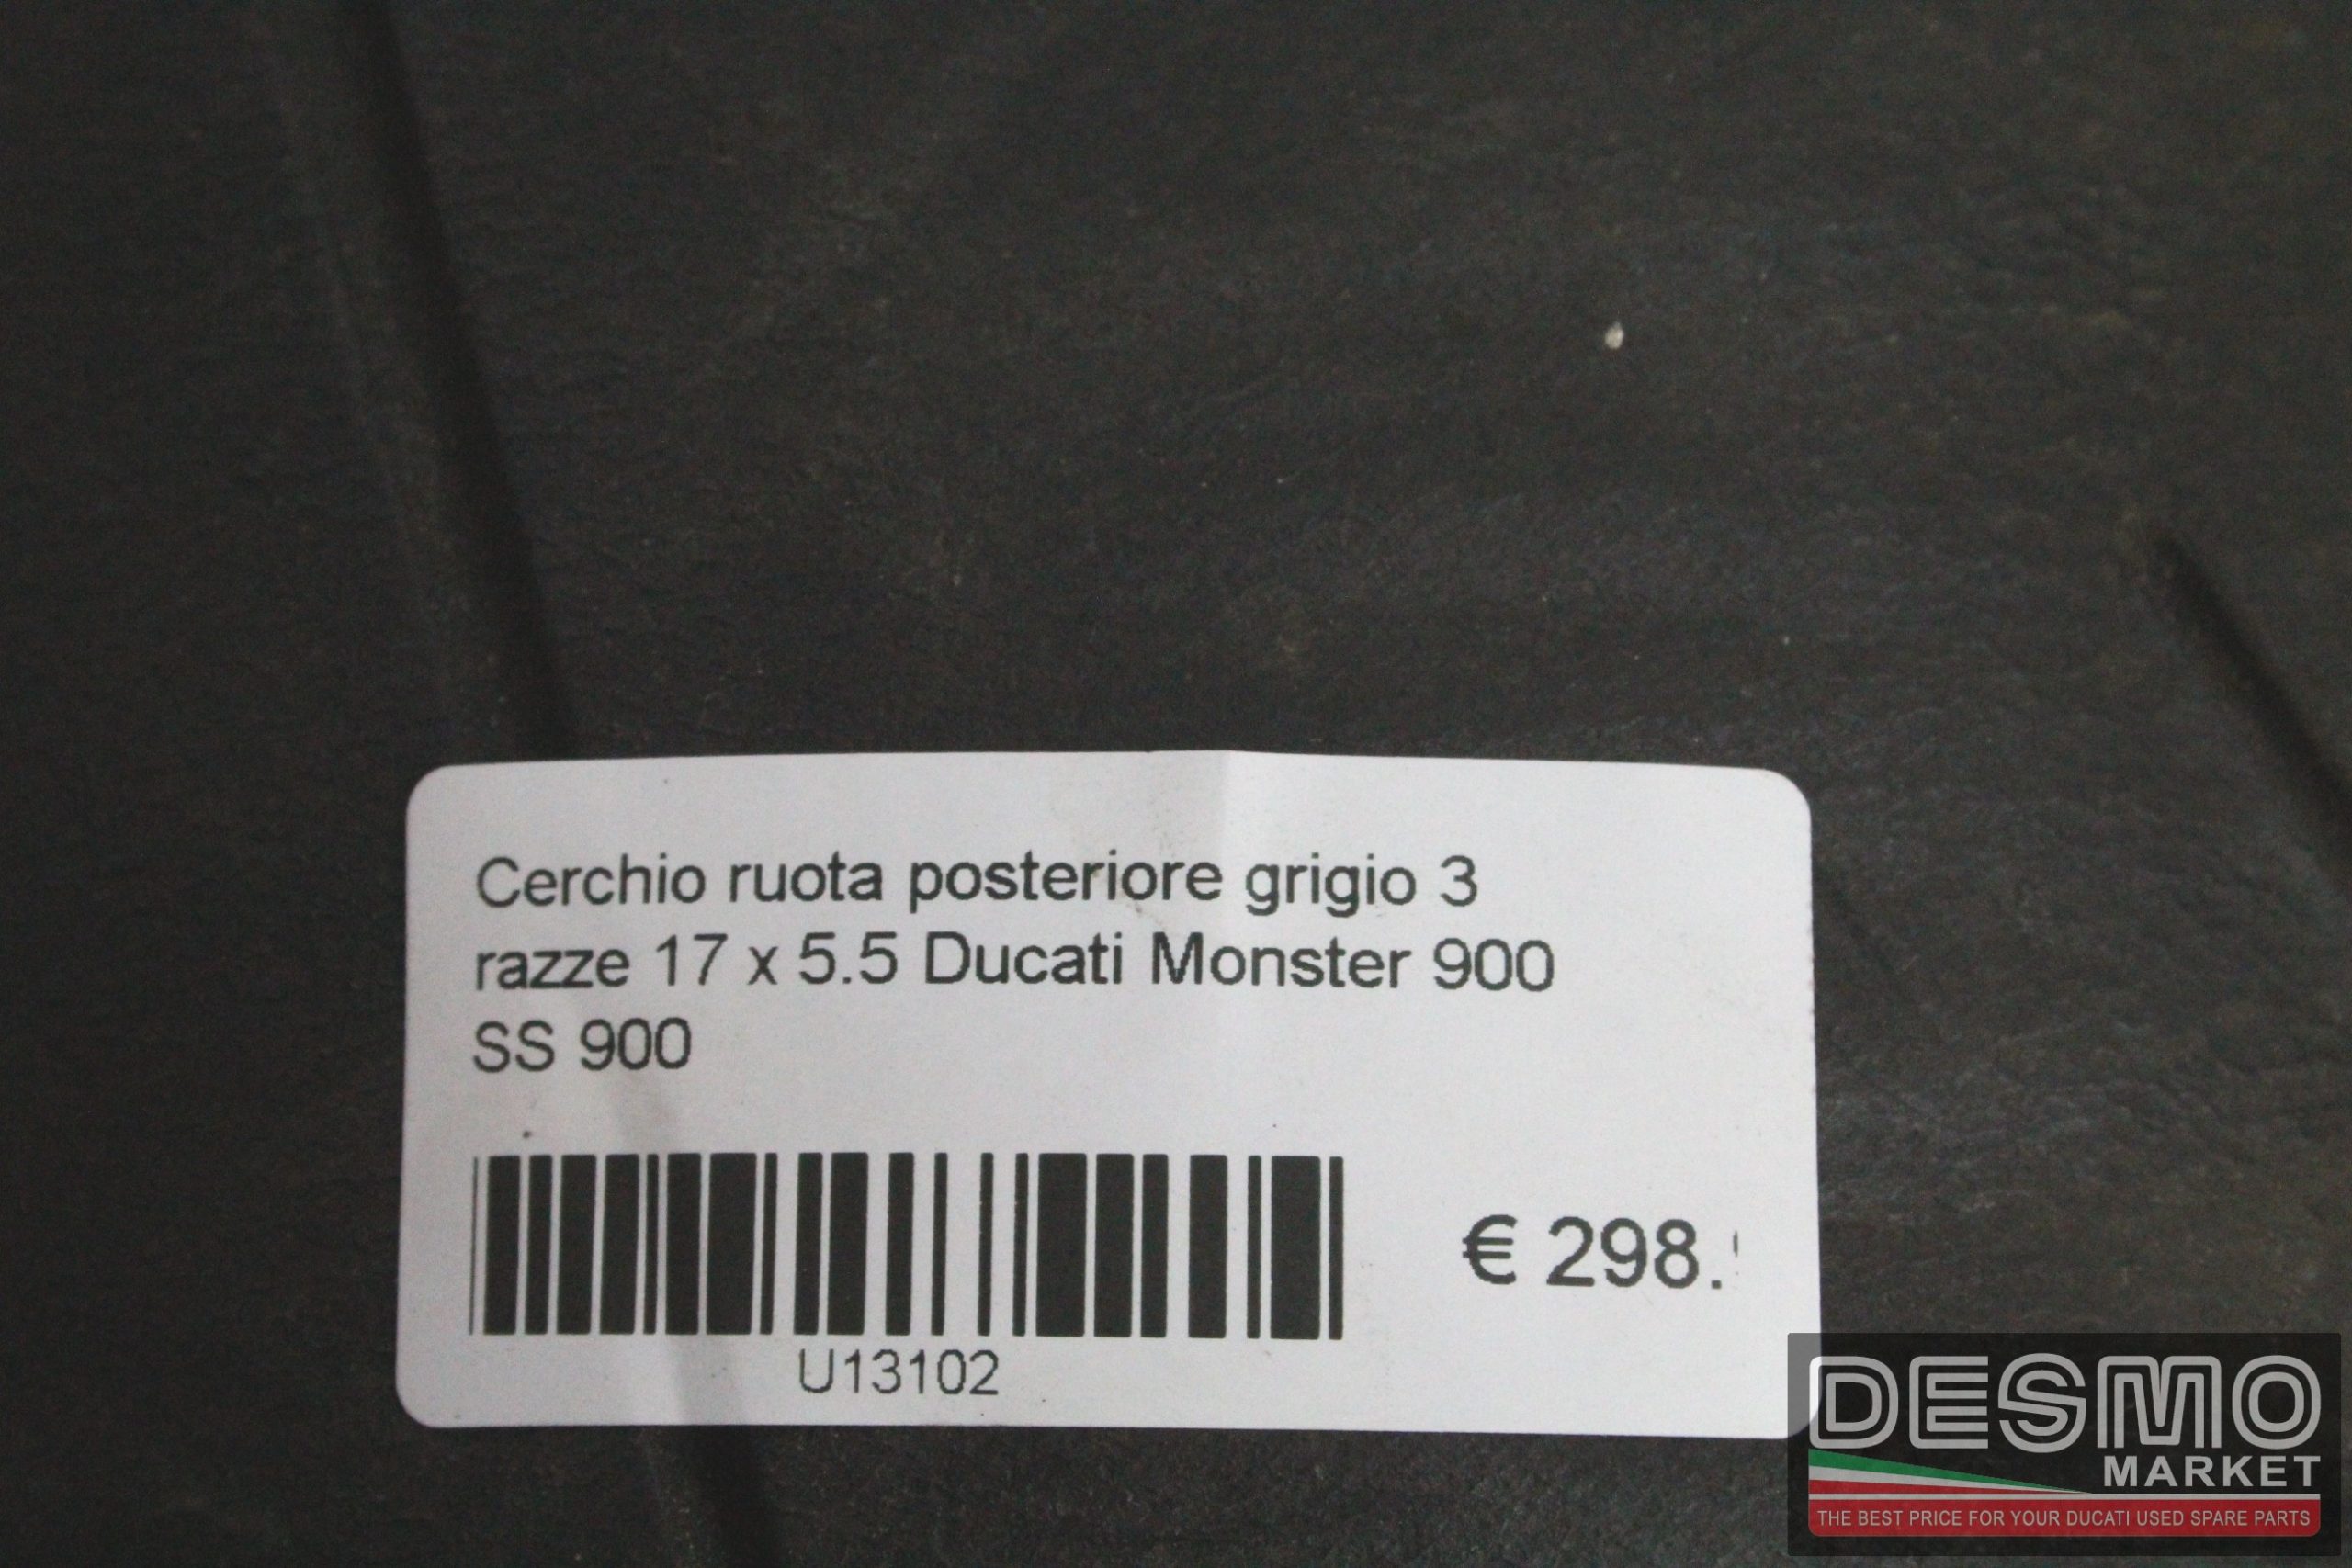 Cerchio ruota posteriore grigio 3
razze 17 x 5.5 Ducati Monster 900
SS 900
U13102
€ 298.
DESMO
MARKET
THE BEST PRICE FOR YOUR DUCATI USED SPARE PARTS